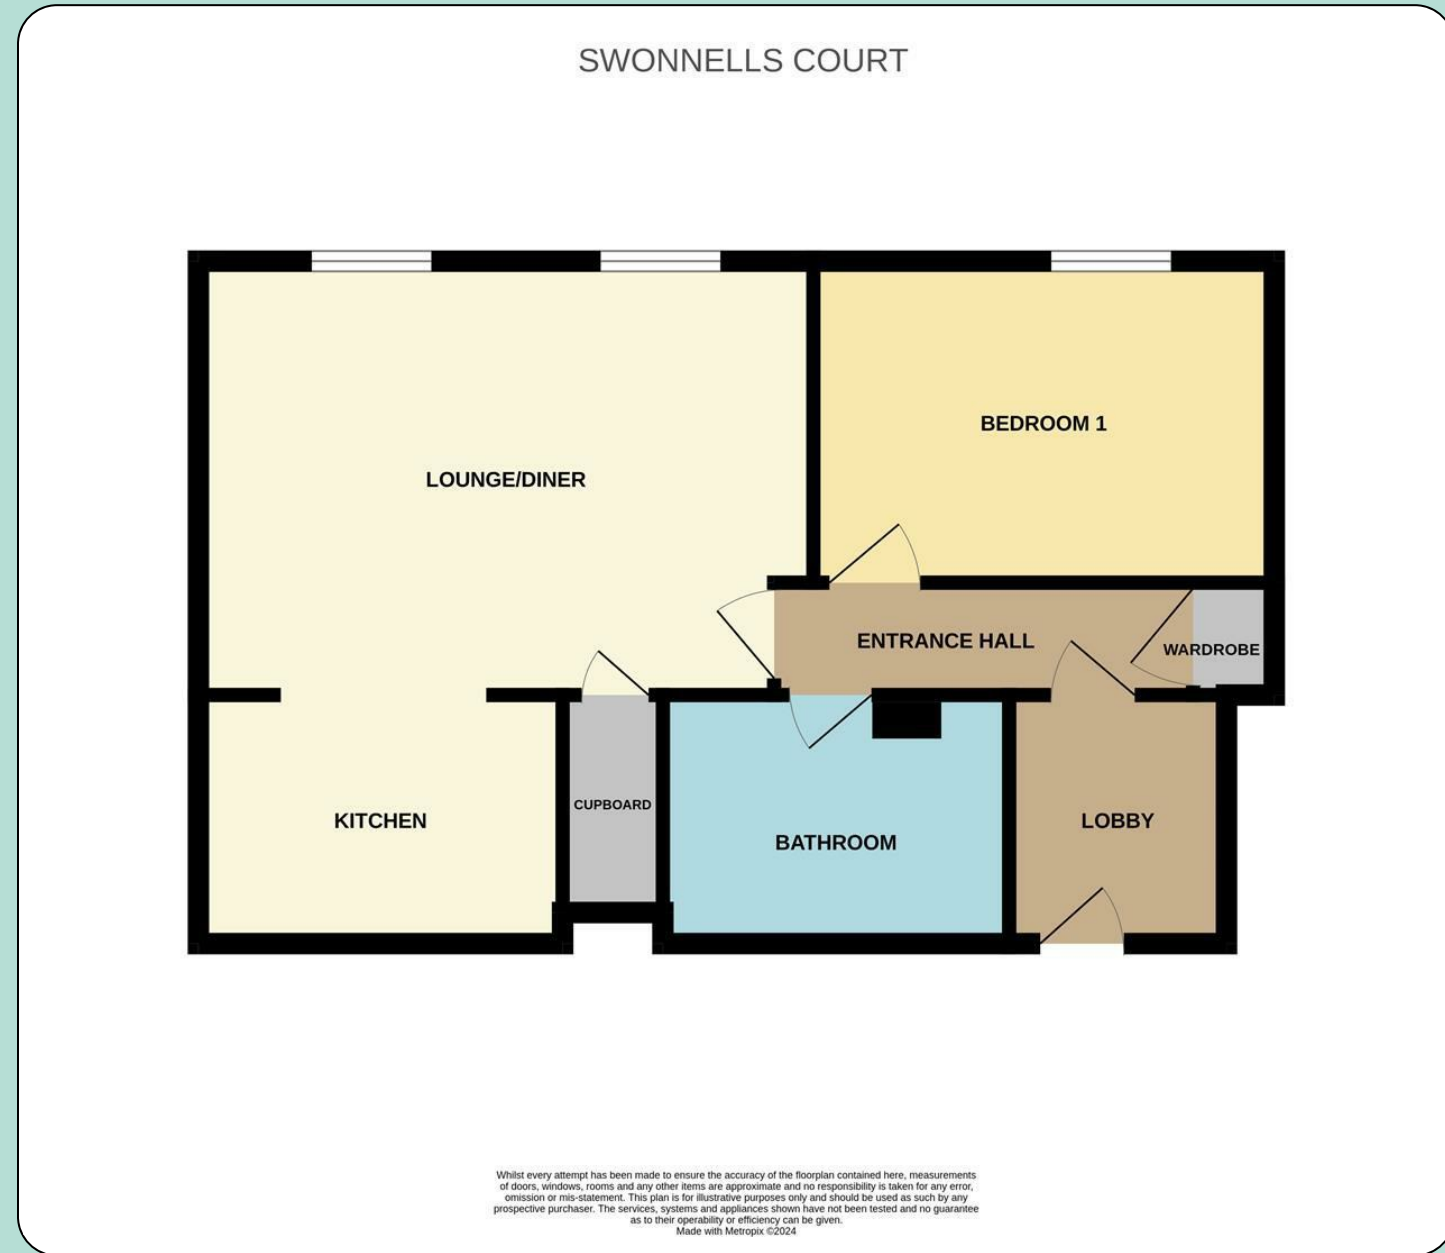 SWONNELLS COURT
BEDROOM 1
LOUNGE/DINER
ENTRANCE HALL
WARDROBE
CUPBOARD
KITCHEN
LOBBY
BATHROOM
Whilst every attempt has been made to ensure the accuracy of the floorplan contained here, measurements
of doors, windows, rooms and any other items are approximate and no responsibility is taken for any error,
omission or mis-statement. This plan is for illustrative purposes only and should be used as such by any
prospective purchaser. The services, systems and appliances shown have not been tested and no guarantee
as to their operability or efficiency can be given.
Made with Metropix ©2024